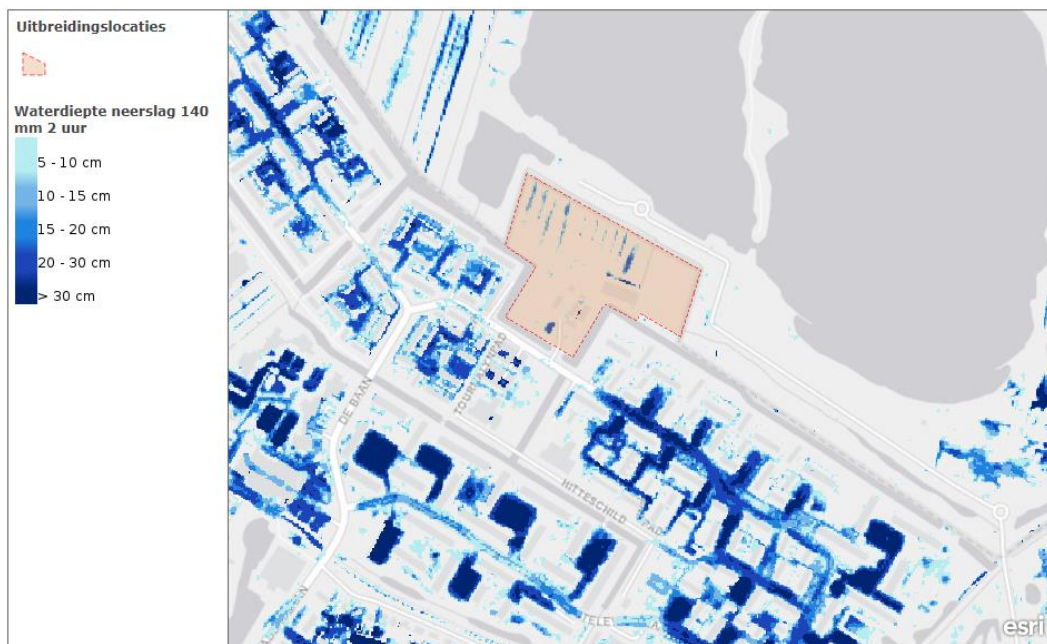 Uitbreidingslocaties
Waterdiepte neerslag 140
mm 2 uur
5 - 10 cm
10 - 15 cm
15 - 20 cm
20 - 30 cm
> 30 cm
DE BAAN
HITTESCHILD
esri